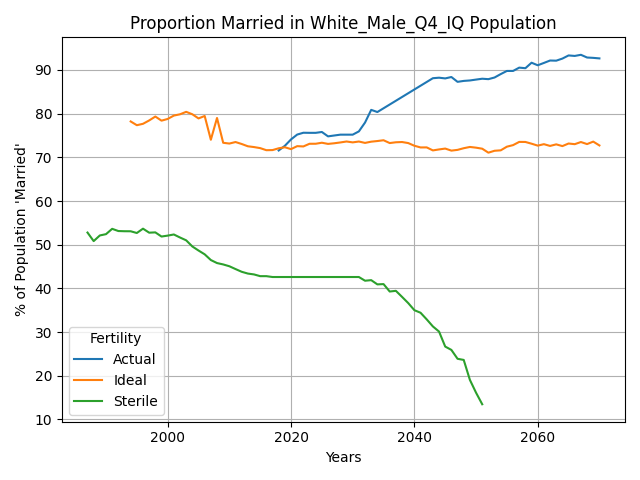 Proportion Married in White_Male_Q4_IQ Population
% of Population 'Married'
90
80
70
60
50
40
30
20
10
Fertility
Actual
Ideal
Sterile
2000
2020
2040
2060
Years